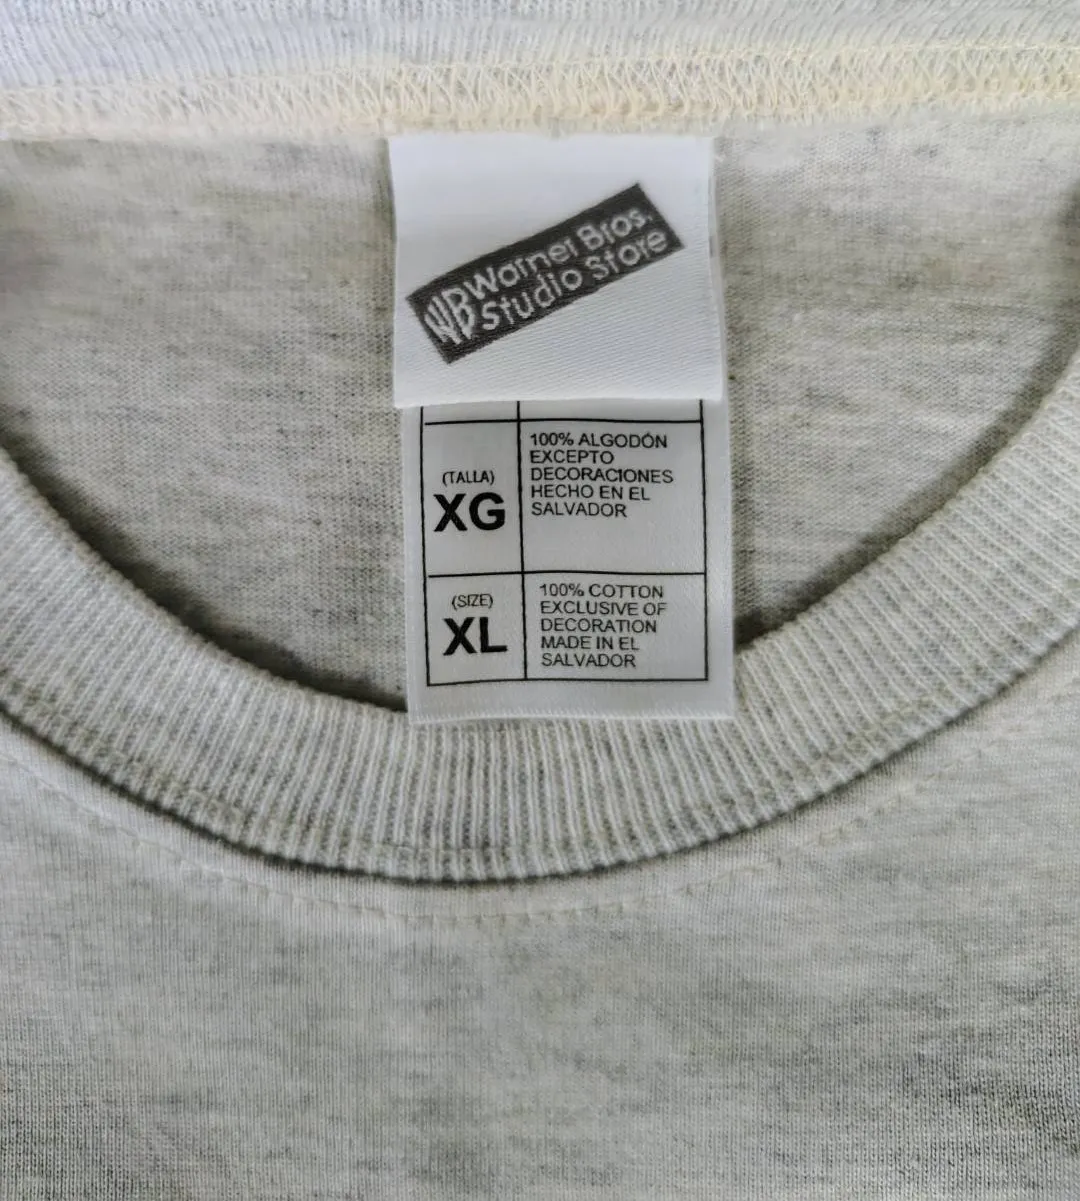 WB Warner Bros.
Studio Store
(TALLA)
XG
100% ALGODÓN
EXCEPTO
DECORACIONES
HECHO EN EL
SALVADOR
(SIZE)
XL
100% COTTON
EXCLUSIVE OF
DECORATION
MADE IN EL
SALVADOR